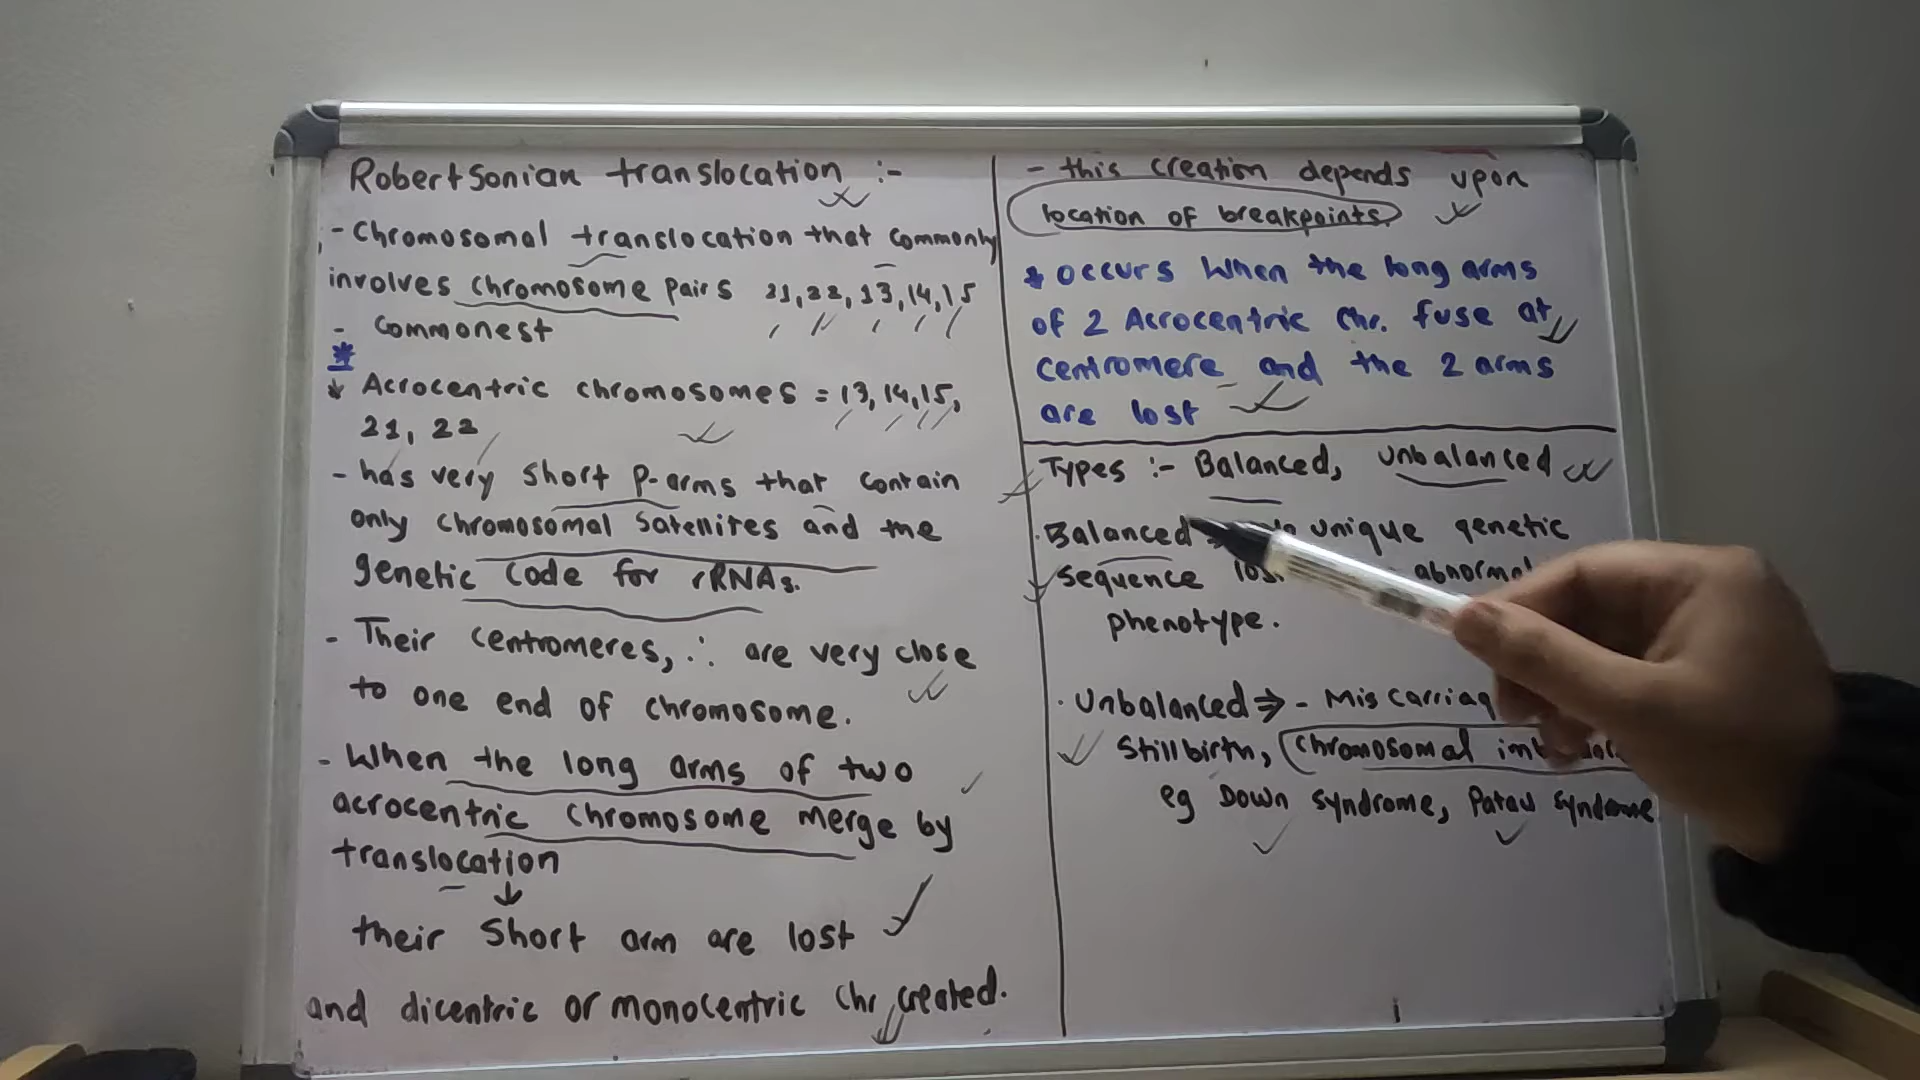 Robertsonian translocation :-
- Chromosomal translocation that commonly
involves chromosome pairs 21, 22, 13, 14, 15
- Commonest
* Acrocentric chromosomes = 13, 14, 15,
21, 22
- has very short p-arms that contain
only chromosomal satellites and the
genetic code for rRNAs.
- Their centromeres, ∴ are very close
to one end of chromosome.
- When the long arms of two
acrocentric chromosome merge by
translocation
↓
their short arm are lost
and dicentric or monocentric Chr created.
- this creation depends upon
location of breakpoints
* occurs when the long arms
of 2 Acrocentric Chr. fuse at
centromere and the 2 arms
are lost
Types :- Balanced, unbalanced
· Balanced unique genetic
sequence
phenotype.
· Unbalanced ⇒ -
Stillbirth, chromosomal
eg Down syndrome, Patau syndrome